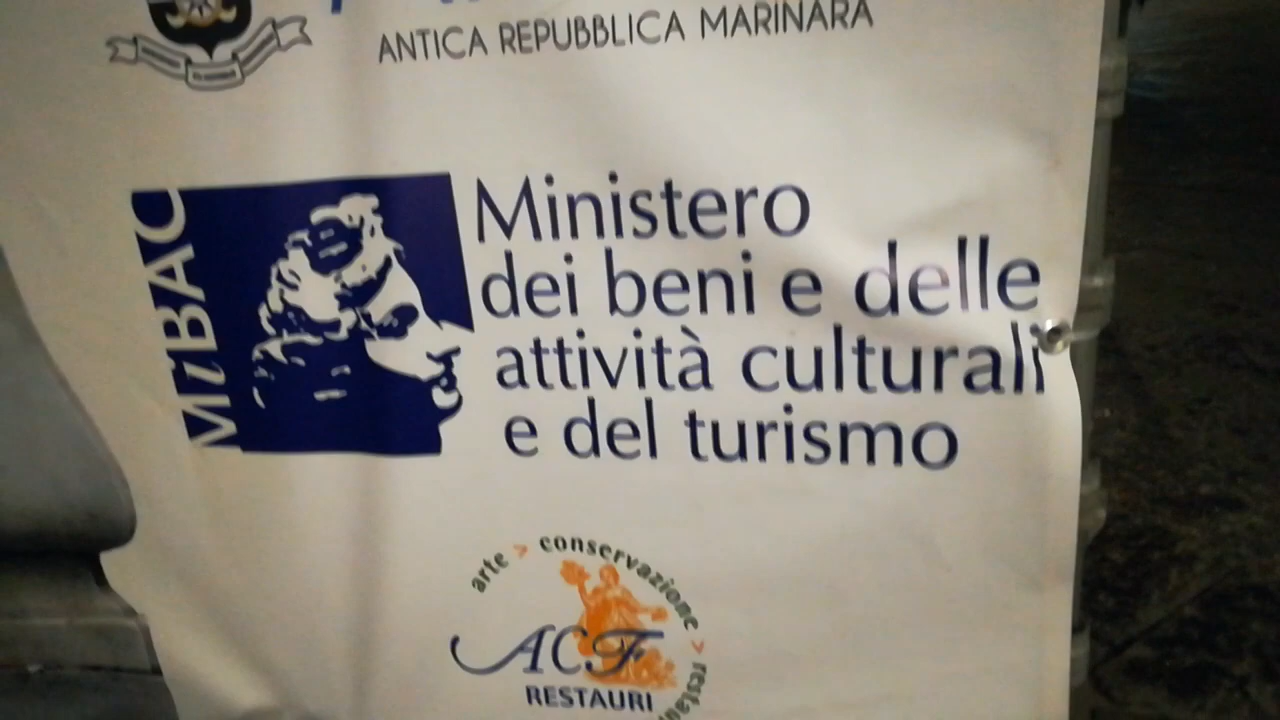 ANTICA REPUBBLICA MARINARA
MiBAC
Ministero
dei beni e delle
attività culturali
e del turismo
arte > conservazione >
ACF
RESTAURI